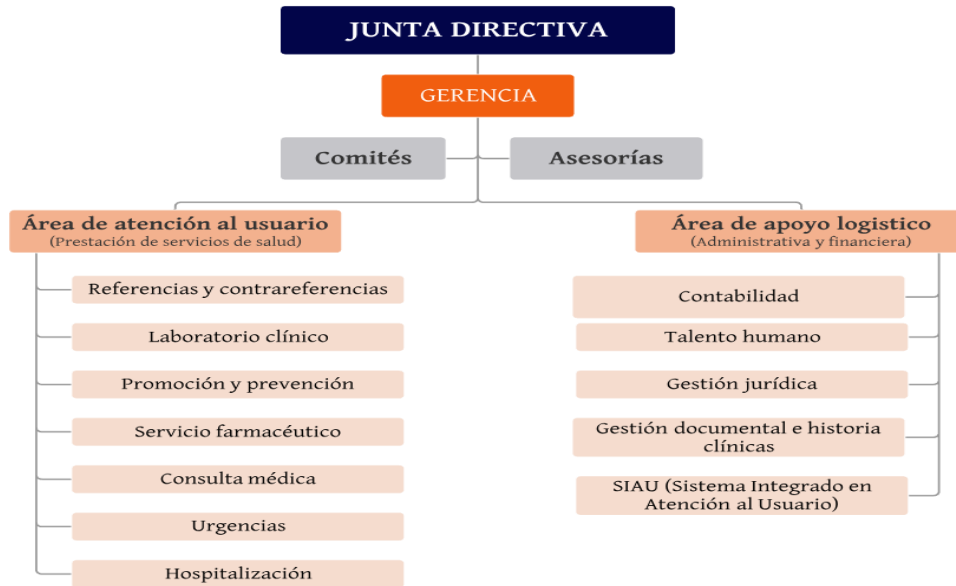 JUNTA DIRECTIVA
GERENCIA
Comités
Asesorías
Área de atención al usuario
(Prestación de servicios de salud)
Referencias y contrareferencias
Laboratorio clínico
Promoción y prevención
Servicio farmacéutico
Consulta médica
Urgencias
Hospitalización
Área de apoyo logistico
(Administrativa y financiera)
Contabilidad
Talento humano
Gestión jurídica
Gestión documental e historia
clínicas
SIAU (Sistema Integrado en
Atención al Usuario)